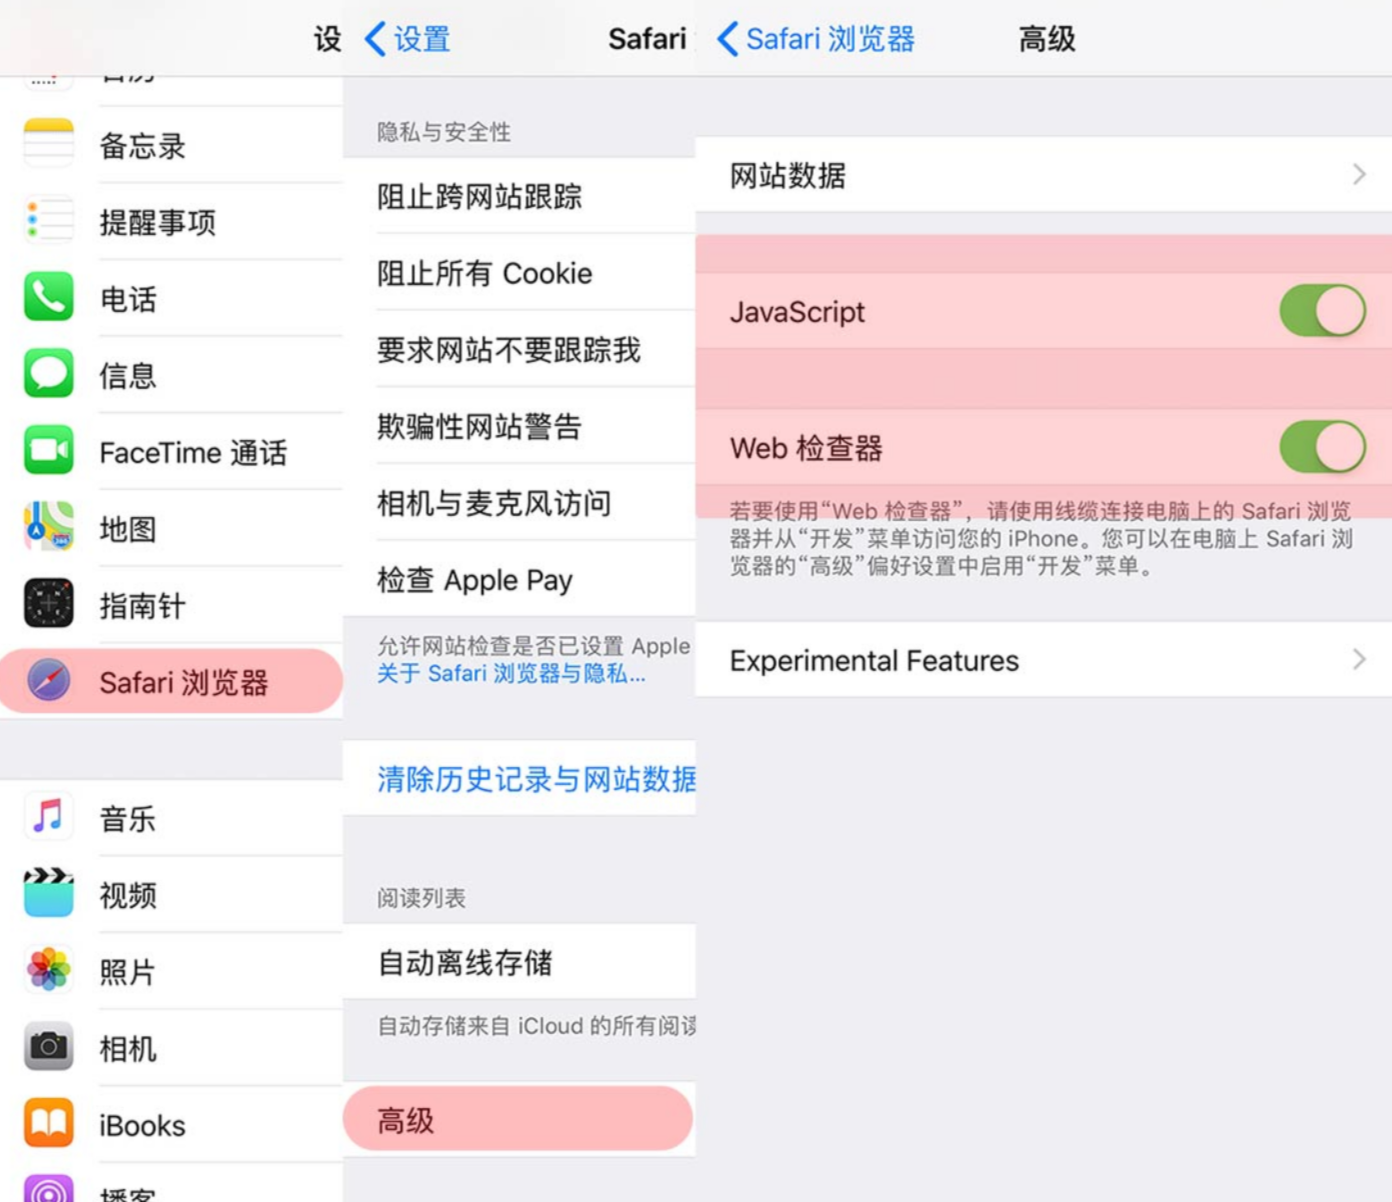 设
备忘录
提醒事项
电话
信息
FaceTime 通话
地图
指南针
Safari 浏览器
音乐
视频
照片
相机
iBooks
设置
Safari
隐私与安全性
阻止跨网站跟踪
阻止所有 Cookie
要求网站不要跟踪我
欺骗性网站警告
相机与麦克风访问
检查 Apple Pay
允许网站检查是否已设置 Apple
关于 Safari 浏览器与隐私...
清除历史记录与网站数据
阅读列表
自动离线存储
自动存储来自 iCloud 的所有阅读
高级
Safari 浏览器
高级
网站数据
JavaScript
Web 检查器
若要使用“Web 检查器”，请使用线缆连接电脑上的 Safari 浏览
器并从“开发”菜单访问您的 iPhone。您可以在电脑上 Safari 浏
览器的“高级”偏好设置中启用“开发”菜单。
Experimental Features